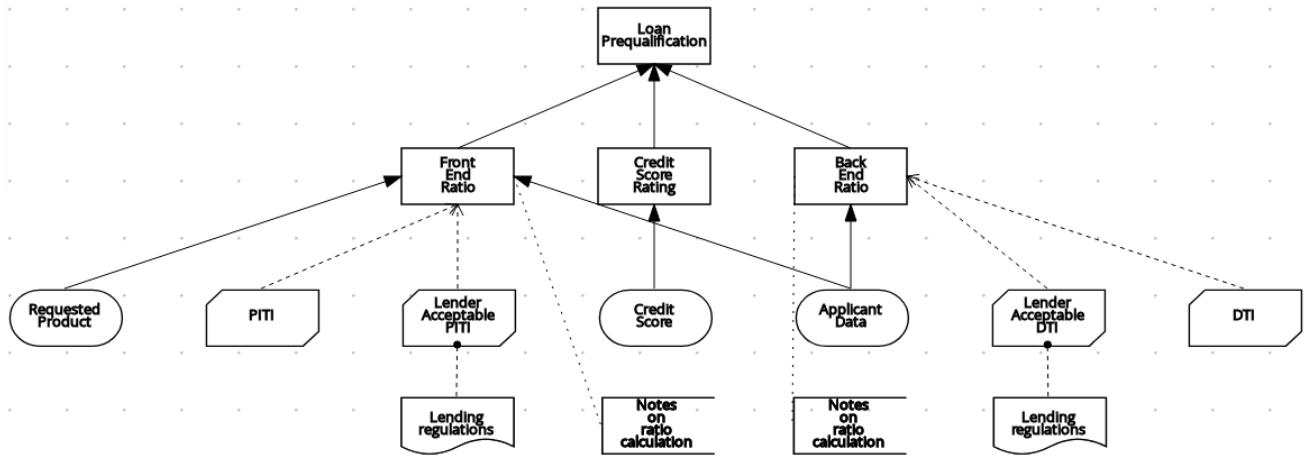 Loan
Prequalification
Front
End
Ratio
Credit
Score
Rating
Back
End
Ratio
Requested
Product
PITI
Lender
Acceptable
PITI
Credit
Score
Applicant
Data
Lender
Acceptable
DTI
DTI
Lending
regulations
Notes
on
ratio
calculation
Notes
on
ratio
calculation
Lending
regulations